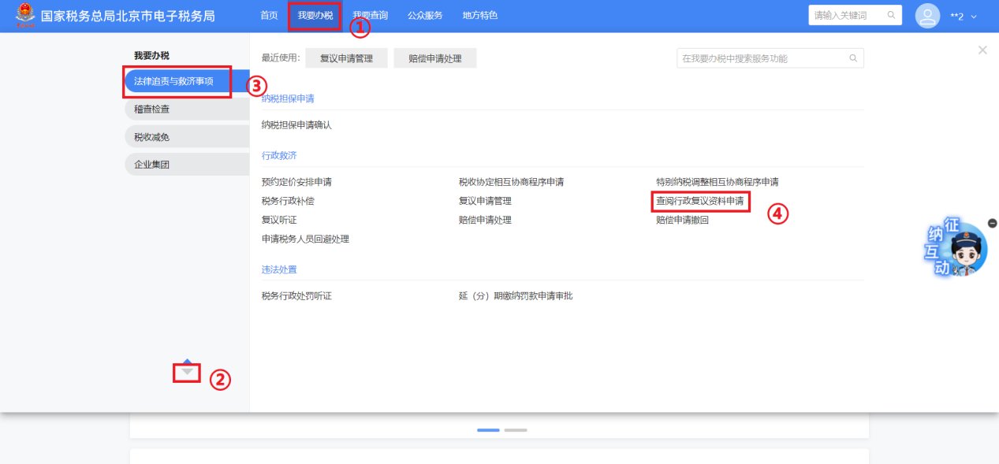 国家税务总局北京市电子税务局
首页 我要办税 我要查询 公众服务 地方特色
请输入关键词
**2
①
我要办税
法律追责与救济事项
③
稽查检查
税收减免
企业集团
②
最近使用: 复议申请管理 赔偿申请处理
在我要办税中搜索服务功能
纳税担保申请
纳税担保申请确认
行政救济
预约定价安排申请 税收协定相互协商程序申请 特别纳税调整相互协商程序申请
税务行政补偿 复议申请管理 查阅行政复议资料申请
④
复议听证 赔偿申请处理 赔偿申请撤回
申请税务人员回避处理
违法处置
税务行政处罚听证 延（分）期缴纳罚款申请审批
征纳互动